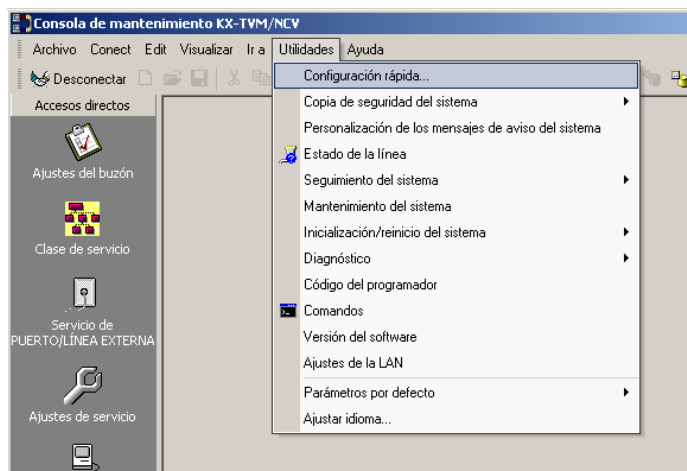 Consola de mantenimiento KX-TVM/NCV
Archivo Conect Edit Visualizar Ir a Utilidades Ayuda
Desconectar
Accesos directos
Ajustes del buzón
Clase de servicio
Servicio de
PUERTO/LÍNEA EXTERNA
Ajustes de servicio
Configuración rápida...
Copia de seguridad del sistema
Personalización de los mensajes de aviso del sistema
Estado de la línea
Seguimiento del sistema
Mantenimiento del sistema
Inicialización/reinicio del sistema
Diagnóstico
Código del programador
Comandos
Versión del software
Ajustes de la LAN
Parámetros por defecto
Ajustar idioma...